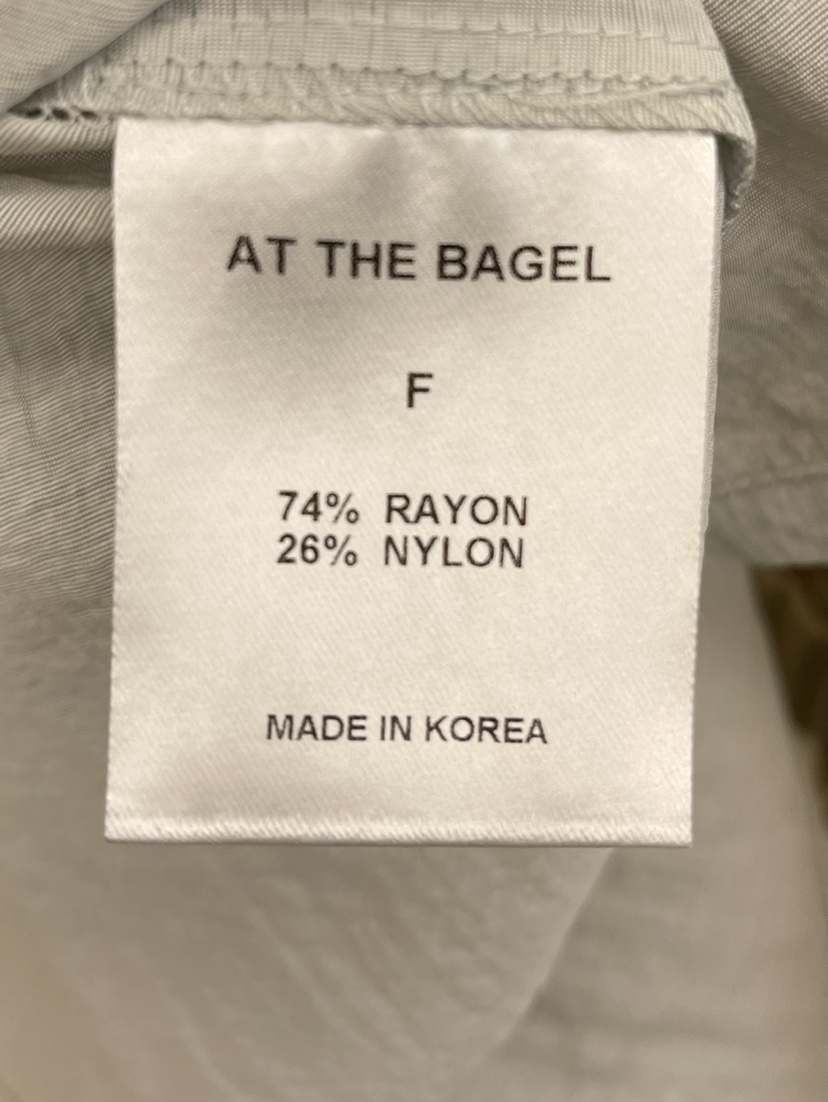 AT THE BAGEL
F
74% RAYON
26% NYLON
MADE IN KOREA